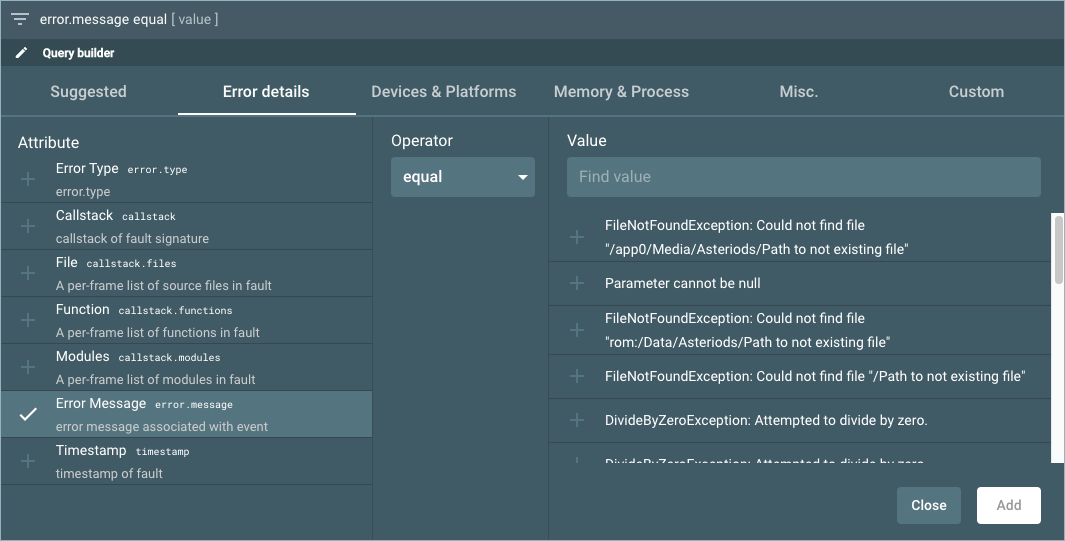 error.message equal [ value ]
Query builder
Suggested
Error details
Devices & Platforms
Memory & Process
Misc.
Custom
Attribute
Error Type error.type
error.type
Callstack callstack
callstack of fault signature
File callstack.files
A per-frame list of source files in fault
Function callstack.functions
A per-frame list of functions in fault
Modules callstack.modules
A per-frame list of modules in fault
Error Message error.message
error message associated with event
Timestamp timestamp
timestamp of fault
Operator
equal
Value
Find value
FileNotFoundException: Could not find file
"/app0/Media/Asteriods/Path to not existing file"
Parameter cannot be null
FileNotFoundException: Could not find file
"rom:/Data/Asteriods/Path to not existing file"
FileNotFoundException: Could not find file "/Path to not existing file"
DivideByZeroException: Attempted to divide by zero.
DivideByZeroException: Attempted to divide by zero
Close
Add